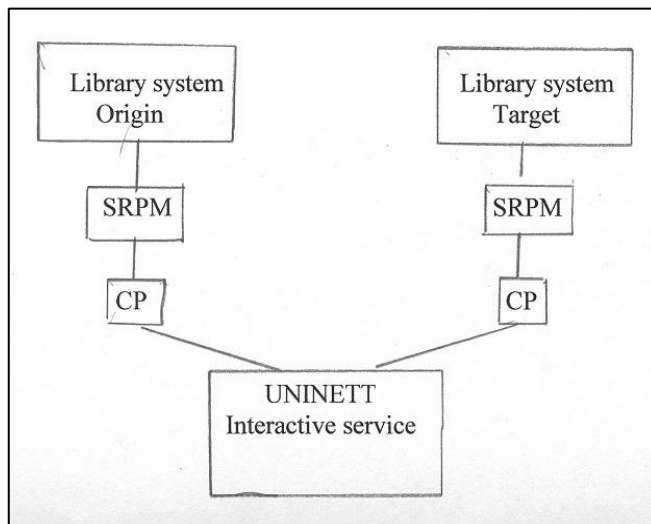 Library system
Origin
Library system
Target
SRPM
SRPM
CP
CP
UNINETT
Interactive service